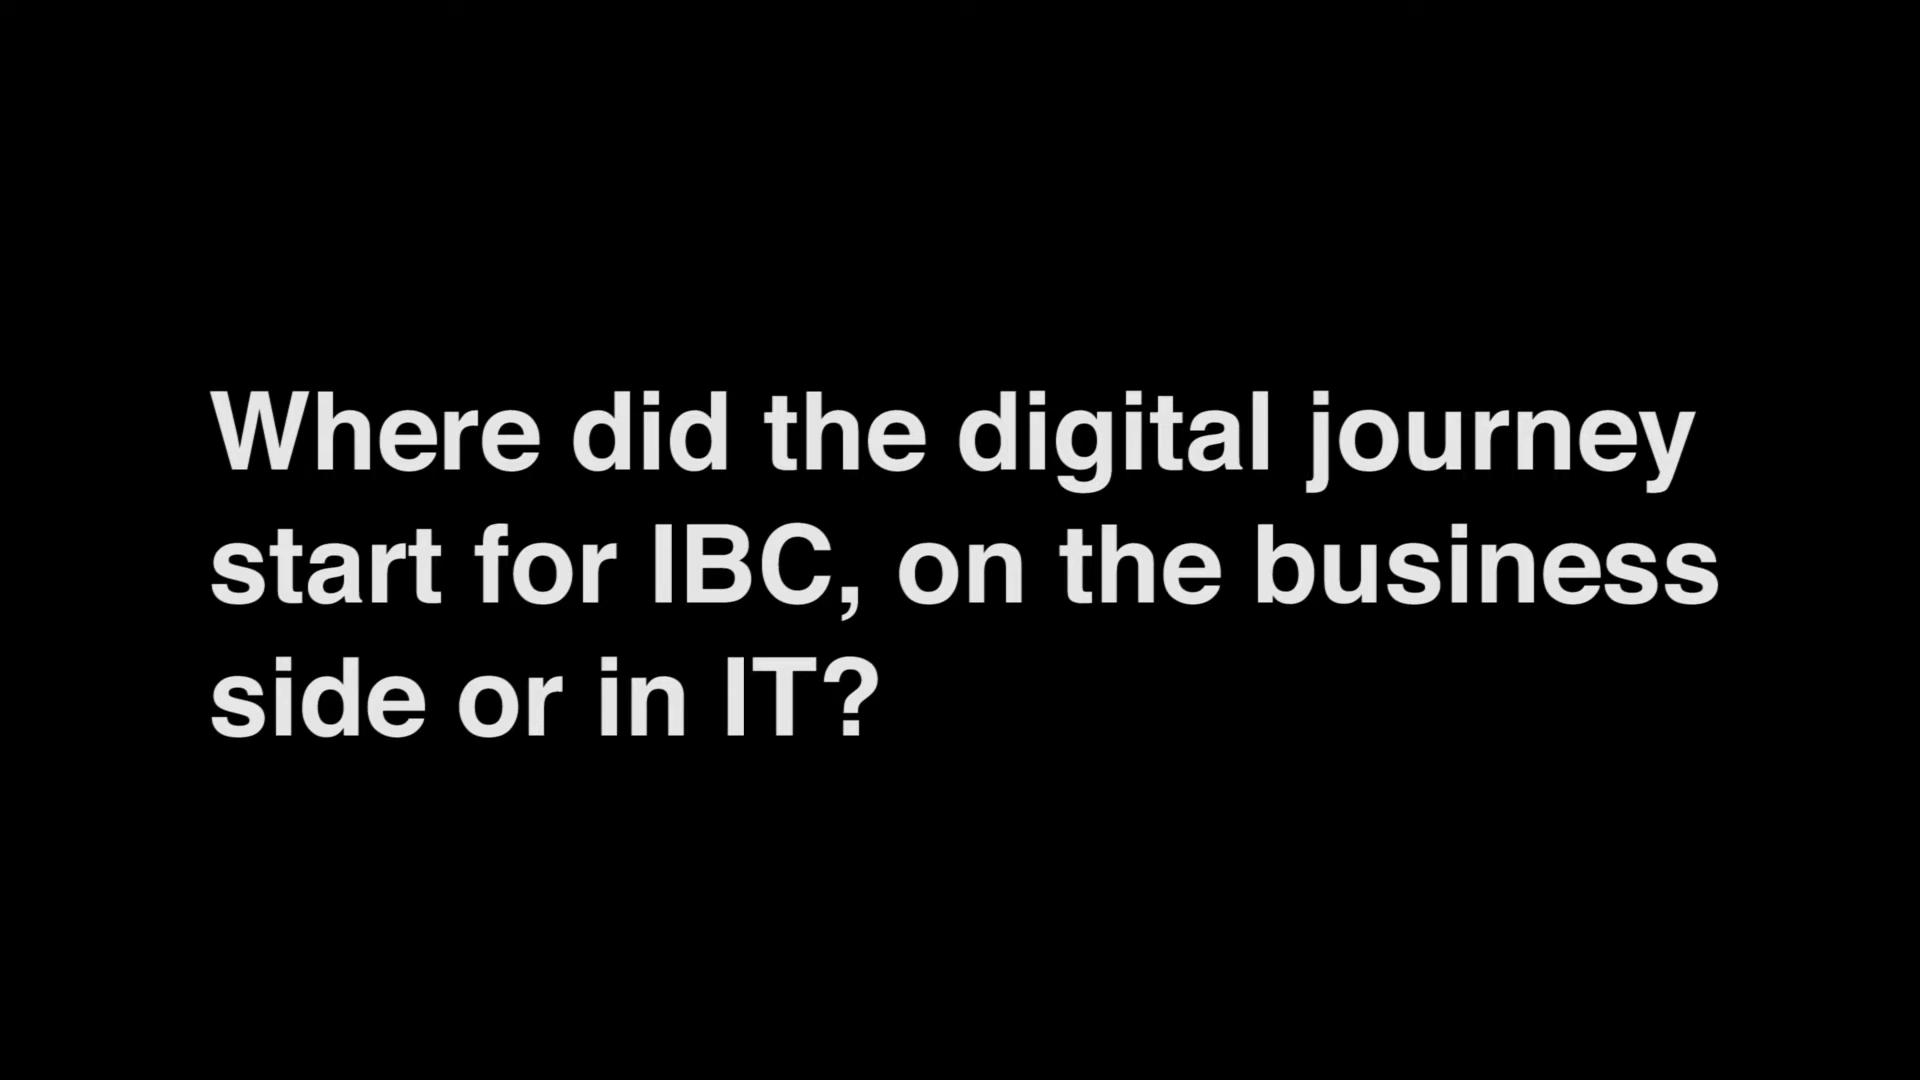 Where did the digital journey
start for IBC, on the business
side or in IT?